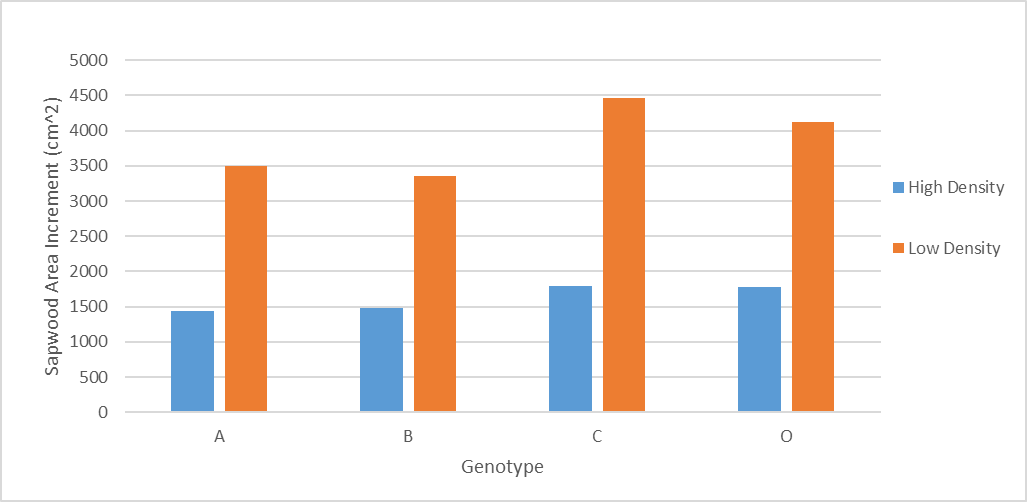 5000
4500
4000
3500
3000
2500
2000
1500
1000
500
0
Sapwood Area Increment (cm^2)
A B C O
Genotype
High Density
Low Density